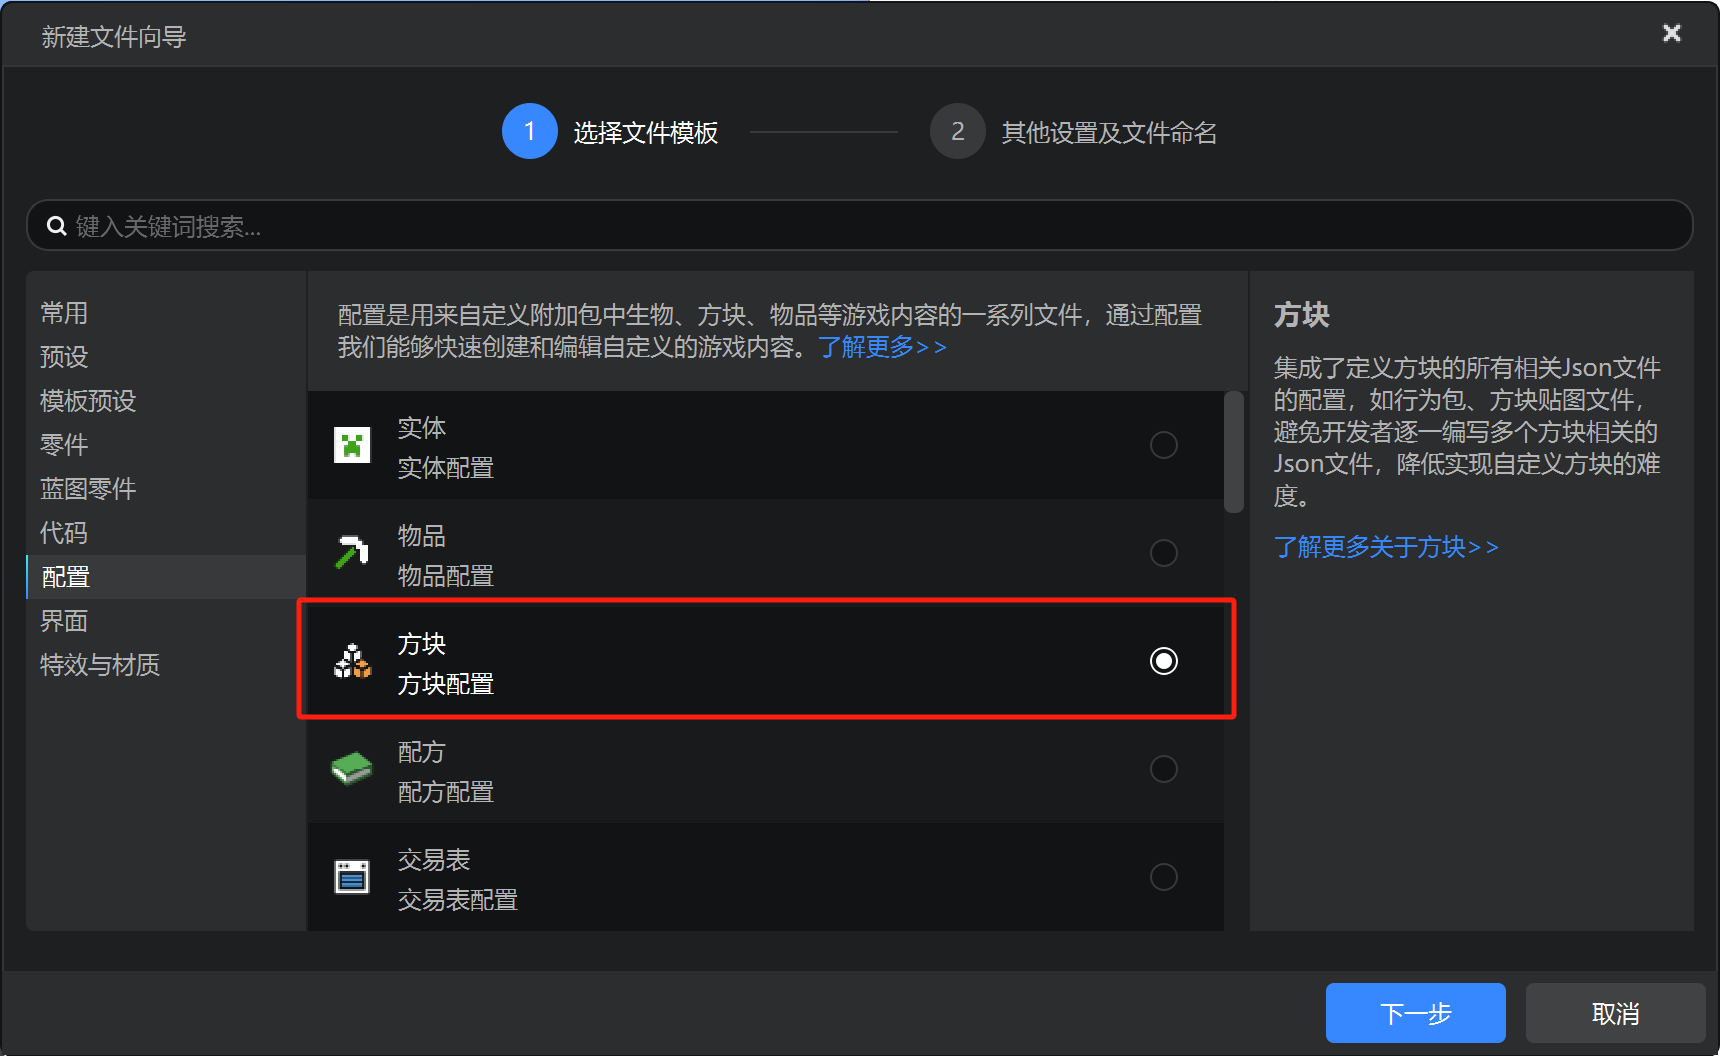 新建文件向导
1
选择文件模板
2
其他设置及文件命名
键入关键词搜索...
常用
预设
模板预设
零件
蓝图零件
代码
配置
界面
特效与材质
配置是用来自定义附加包中生物、方块、物品等游戏内容的一系列文件，通过配置
我们能够快速创建和编辑自定义的游戏内容。了解更多>>
实体
实体配置
物品
物品配置
方块
方块配置
配方
配方配置
交易表
交易表配置
方块
集成了定义方块的所有相关Json文件
的配置，如行为包、方块贴图文件，
避免开发者逐一编写多个方块相关的
Json文件，降低实现自定义方块的难
度。
了解更多关于方块>>
下一步
取消